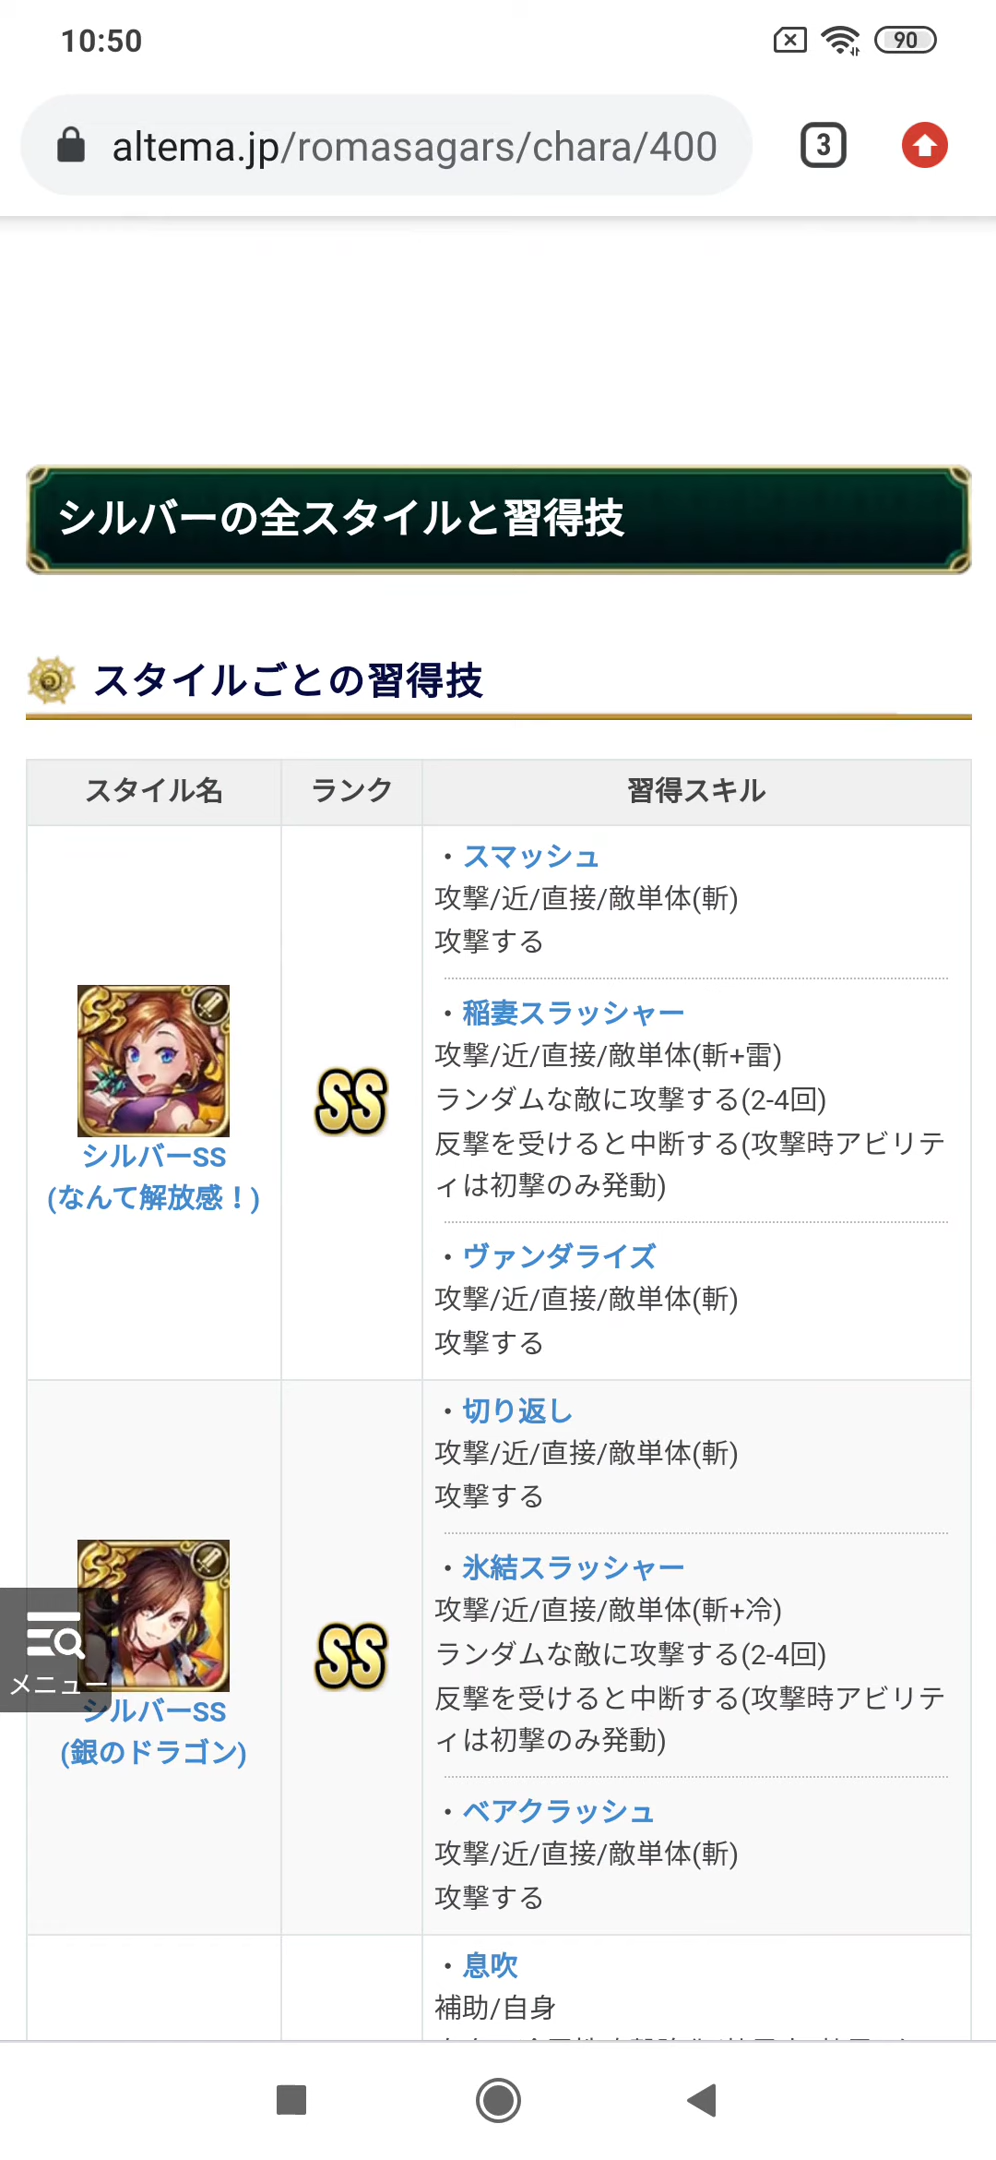 10:50
90
altema.jp/romasagars/chara/400
3
シルバーの全スタイルと習得技
スタイルごとの習得技
スタイル名
ランク
習得スキル
SS
シルバーSS
(なんて解放感！)
SS
・スマッシュ
攻撃/近/直接/敵単体(斬)
攻撃する
・稲妻スラッシャー
攻撃/近/直接/敵単体(斬+雷)
ランダムな敵に攻撃する(2-4回)
反撃を受けると中断する(攻撃時アビリテ
ィは初撃のみ発動)
・ヴァンダライズ
攻撃/近/直接/敵単体(斬)
攻撃する
SS
メニュー
シルバーSS
(銀のドラゴン)
SS
・切り返し
攻撃/近/直接/敵単体(斬)
攻撃する
・氷結スラッシャー
攻撃/近/直接/敵単体(斬+冷)
ランダムな敵に攻撃する(2-4回)
反撃を受けると中断する(攻撃時アビリテ
ィは初撃のみ発動)
・ベアクラッシュ
攻撃/近/直接/敵単体(斬)
攻撃する
・息吹
補助/自身